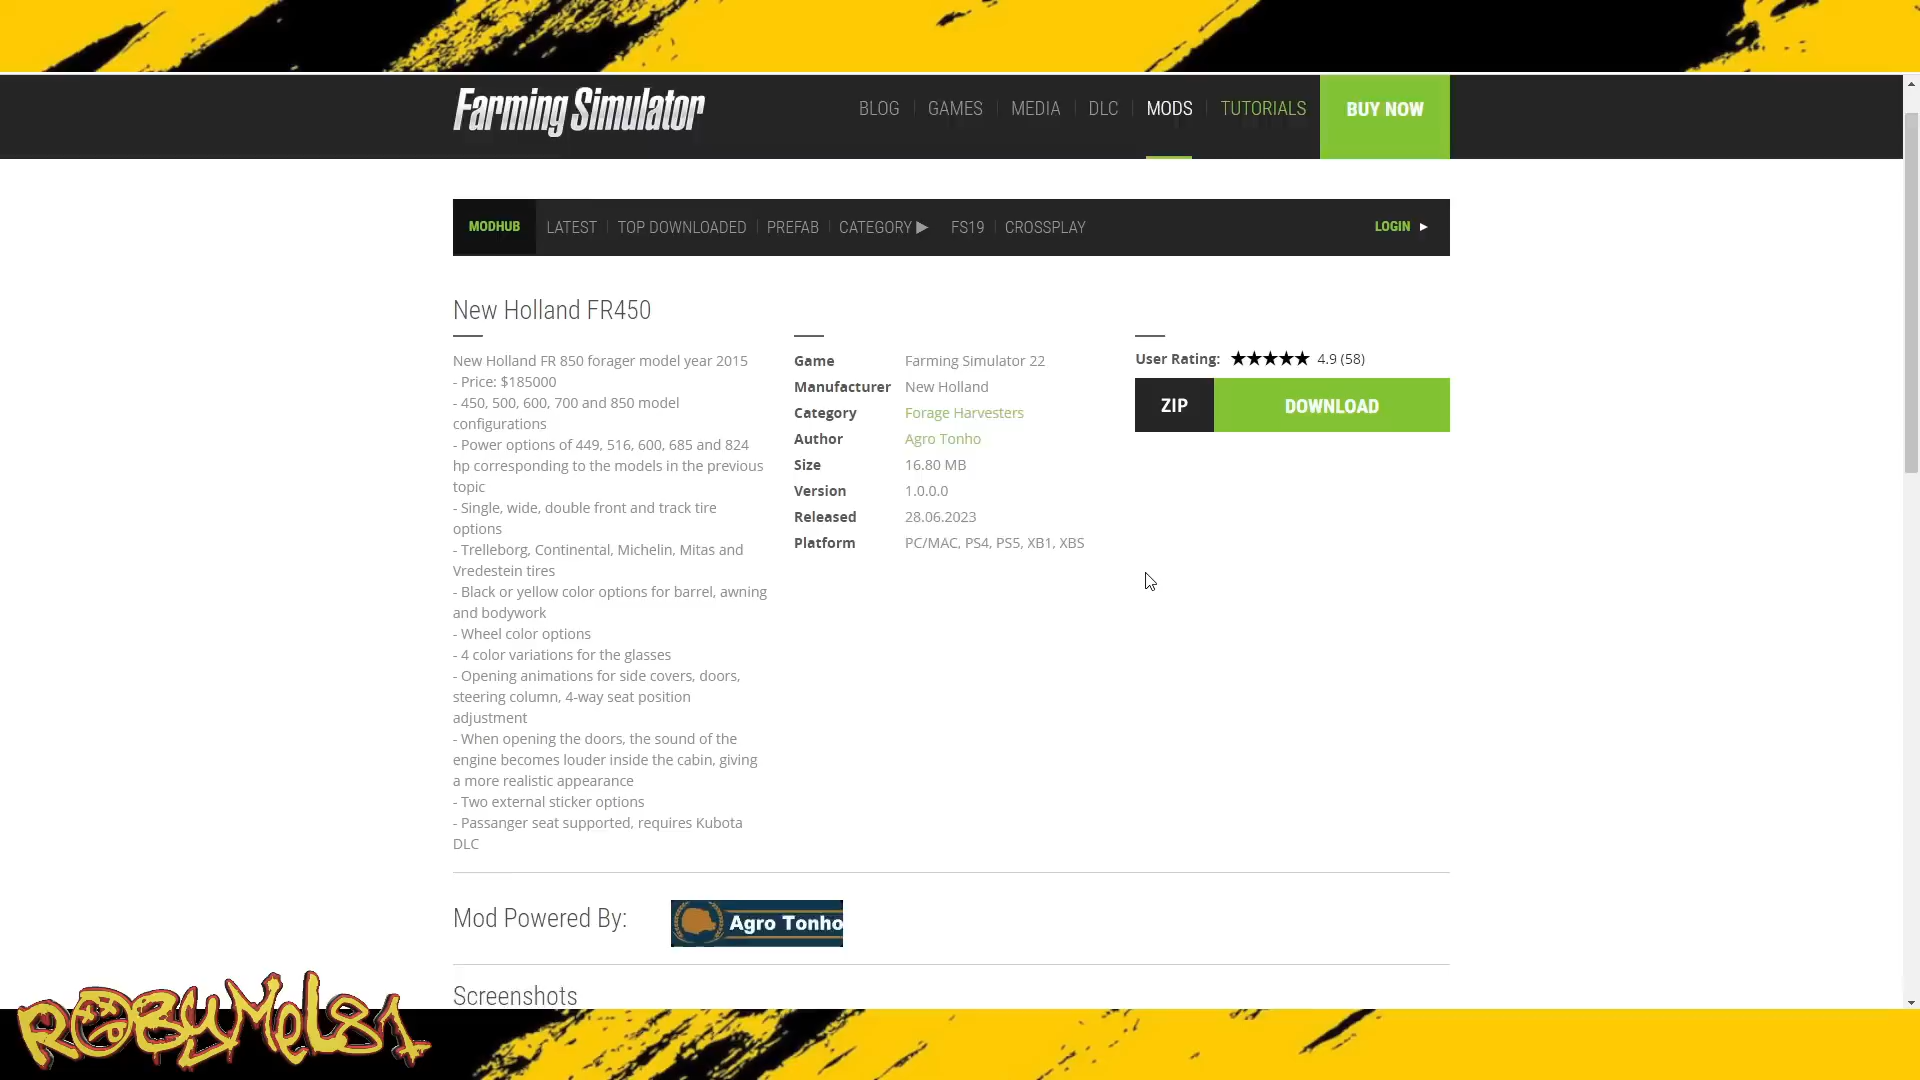 Farming Simulator
BLOG GAMES MEDIA DLC MODS TUTORIALS BUY NOW
MODHUB LATEST TOP DOWNLOADED PREFAB CATEGORY ▶ FS19 CROSSPLAY LOGIN ►
New Holland FR450
New Holland FR 850 forager model year 2015
- Price: $185000
- 450, 500, 600, 700 and 850 model
configurations
- Power options of 449, 516, 600, 685 and 824
hp corresponding to the models in the previous
topic
- Single, wide, double front and track tire
options
- Trelleborg, Continental, Michelin, Mitas and
Vredestein tires
- Black or yellow color options for barrel, awning
and bodywork
- Wheel color options
- 4 color variations for the glasses
- Opening animations for side covers, doors,
steering column, 4-way seat position
adjustment
- When opening the doors, the sound of the
engine becomes louder inside the cabin, giving
a more realistic appearance
- Two external sticker options
- Passanger seat supported, requires Kubota
DLC
Game Farming Simulator 22
Manufacturer New Holland
Category Forage Harvesters
Author Agro Tonho
Size 16.80 MB
Version 1.0.0.0
Released 28.06.2023
Platform PC/MAC, PS4, PS5, XB1, XBS
User Rating: ★★★★★ 4.9 (58)
ZIP DOWNLOAD
Mod Powered By:
Agro Tonho
Screenshots
RobyMel81